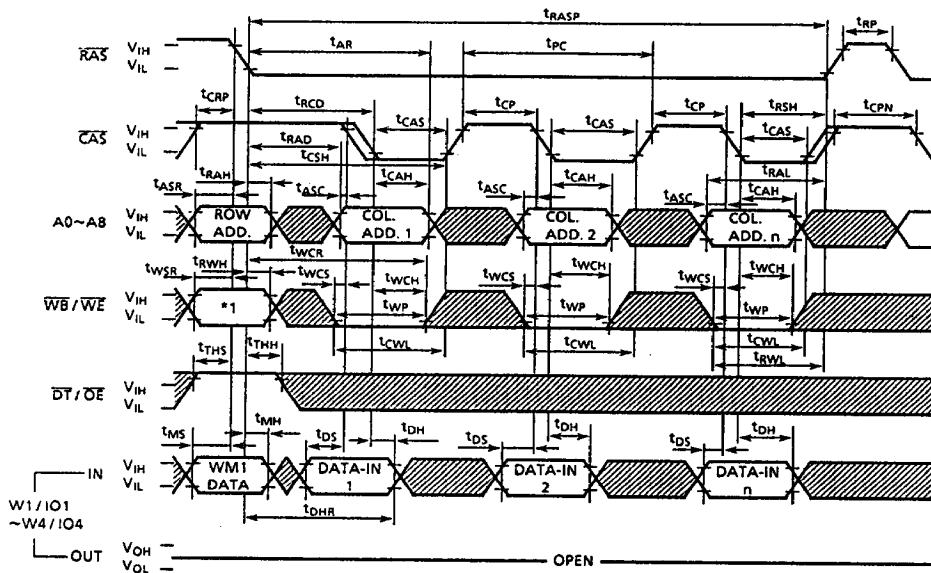 tRASP
tAR tPC tRP
RAS VIH
VIL
tCRP tRCD tCP tCP tRSH tCPN
CAS VIH
VIL
tRAD tCAS tCAS tCAS
tCSH tRAL
tASR tRAH tASC tCAH tASC tCAH tASC tCAH
A0~A8 VIH
VIL
ROW ADD. COL. ADD. 1 COL. ADD. 2 COL. ADD. n
tWCR
tWSR tRWH tWCS tWCH tWCS tWCH tWCS tWCH
WB/WE VIH
VIL
*1 tWP tWP tWP
tCWL tCWL tCWL
tRWL
tTHS tTHH
DT/OE VIH
VIL
tMS tMH tDS tDH tDS tDH tDS tDH
IN VIH
VIL
WM1 DATA DATA-IN 1 DATA-IN 2 DATA-IN n
tDHR
W1/IO1
~W4/IO4
OUT VOH
VOL
OPEN